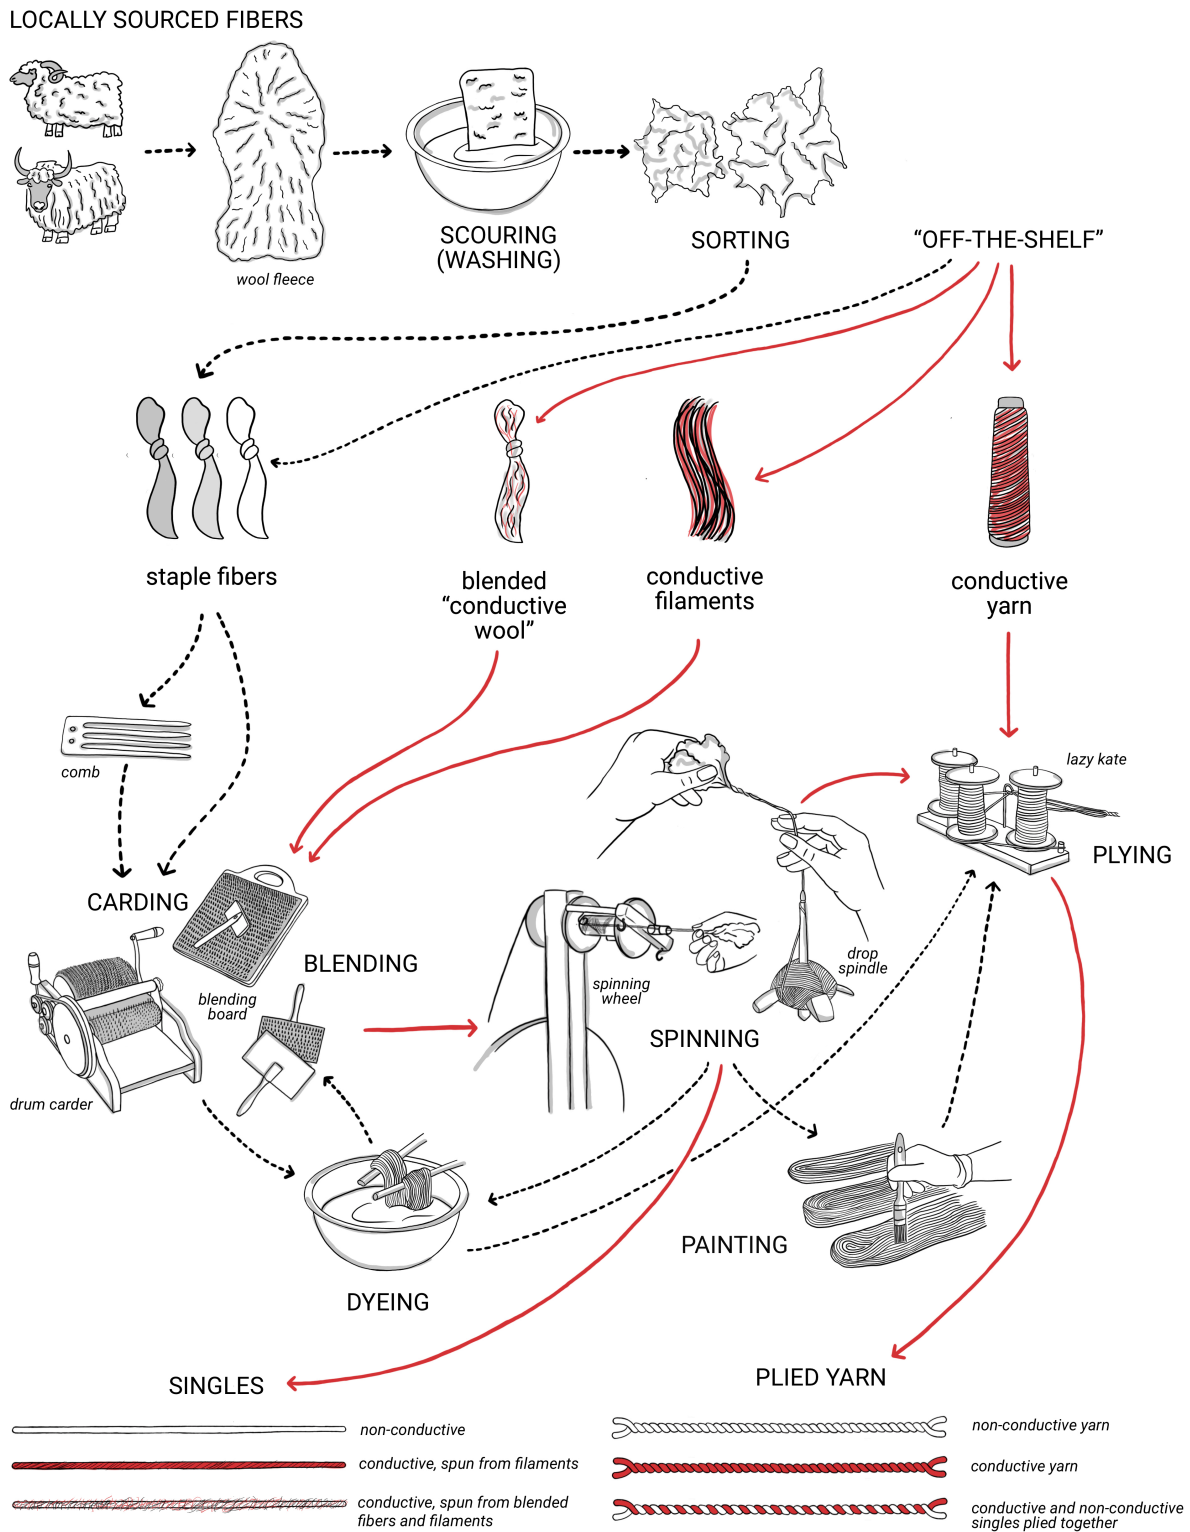 LOCALLY SOURCED FIBERS
wool fleece
SCOURING
(WASHING)
SORTING
“OFF-THE-SHELF”
staple fibers
blended
“conductive
wool”
conductive
filaments
conductive
yarn
comb
lazy kate
PLYING
CARDING
BLENDING
blending
board
drum carder
spinning
wheel
drop
spindle
SPINNING
PAINTING
DYEING
SINGLES
non-conductive
conductive, spun from filaments
conductive, spun from blended
fibers and filaments
PLIED YARN
non-conductive yarn
conductive yarn
conductive and non-conductive
singles plied together